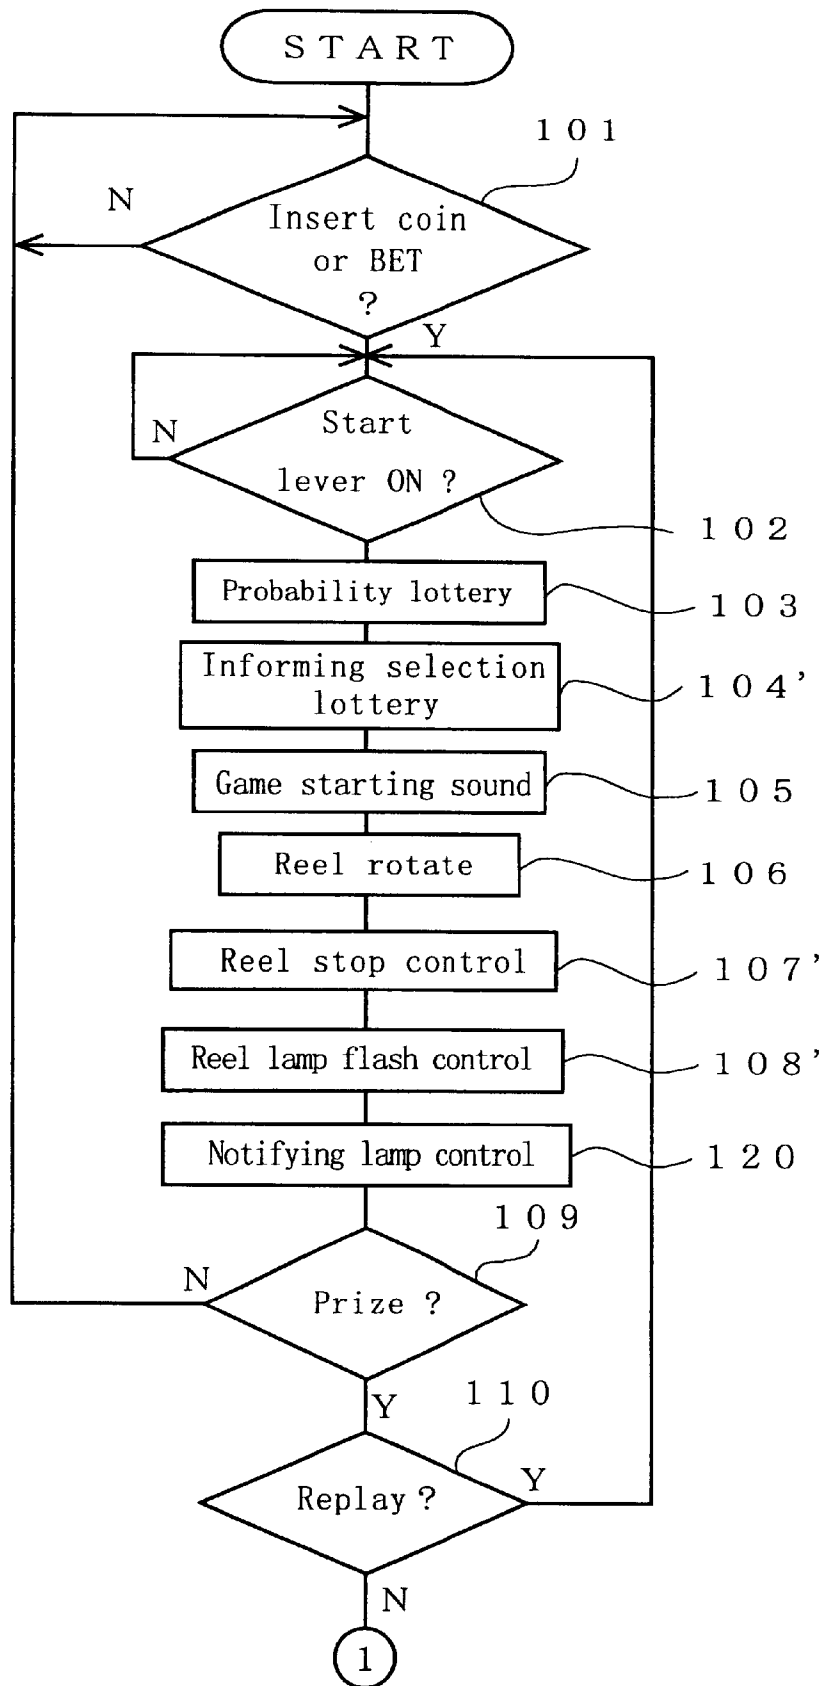 START
101
N
Insert coin
or BET
?
Y
N
Start
lever ON ?
102
Probability lottery
103
Informing selection
lottery
104'
Game starting sound
105
Reel rotate
106
Reel stop control
107'
Reel lamp flash control
108'
Notifying lamp control
120
109
N
Prize ?
Y
110
Replay ?
Y
N
1